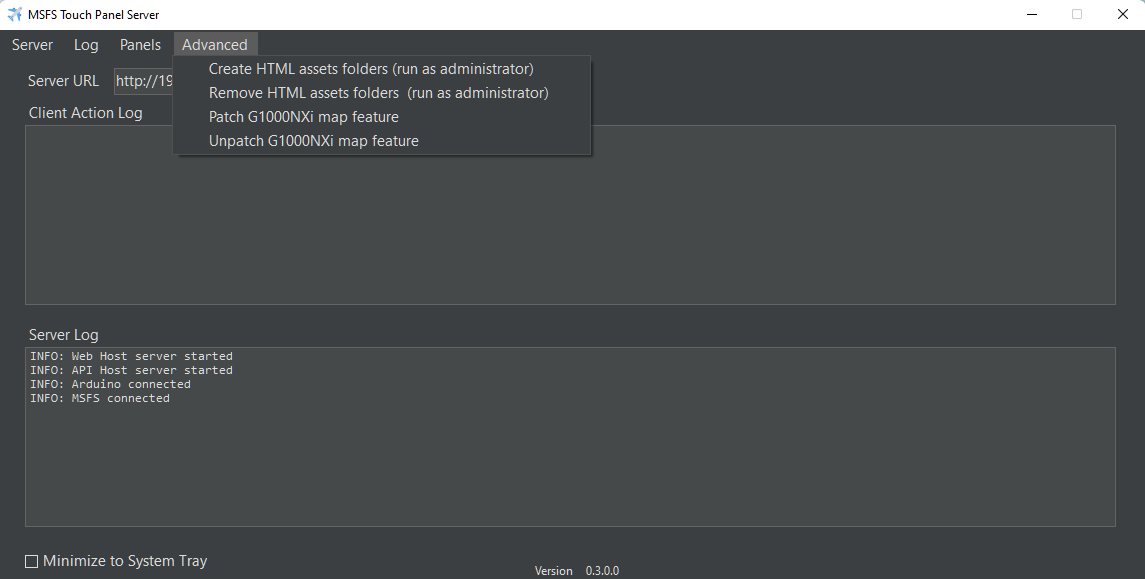 MSFS Touch Panel Server
Server Log Panels Advanced
Create HTML assets folders (run as administrator)
Remove HTML assets folders (run as administrator)
Patch G1000NXi map feature
Unpatch G1000NXi map feature
Server URL http://19
Client Action Log
Server Log
INFO: Web Host server started
INFO: API Host server started
INFO: Arduino connected
INFO: MSFS connected
Minimize to System Tray
Version 0.3.0.0